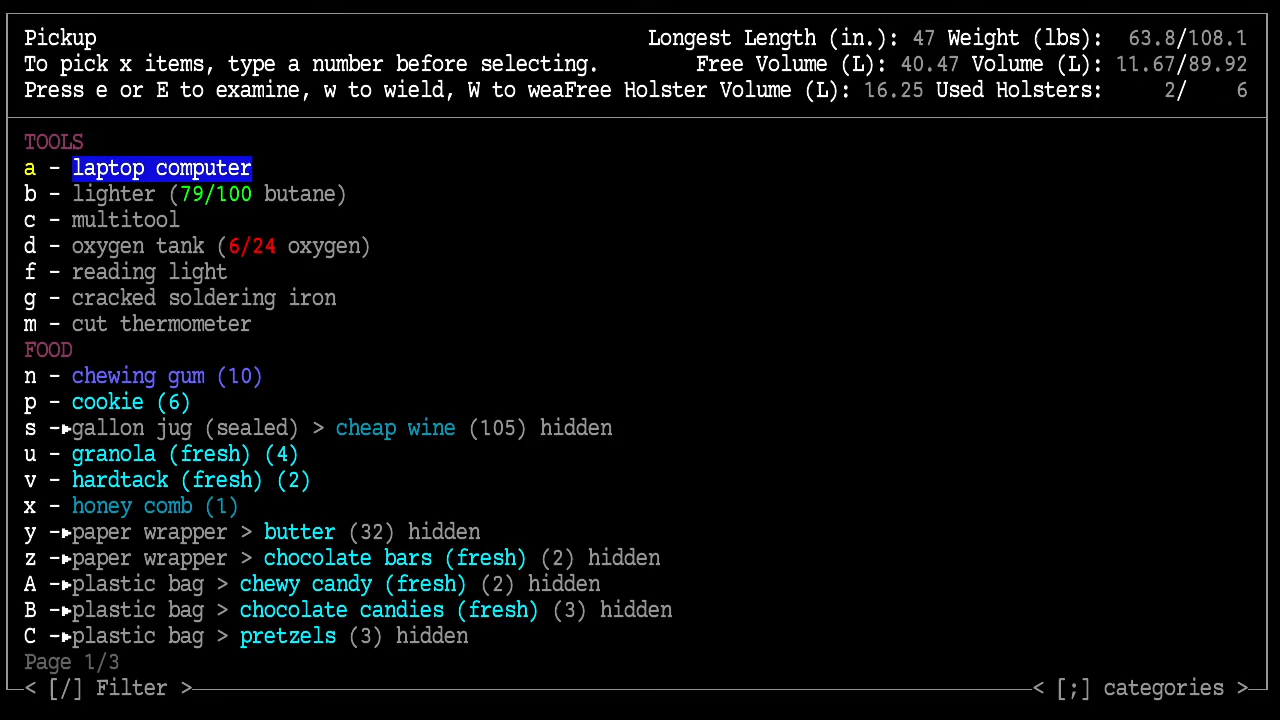 Pickup Longest Length (in.): 47 Weight (lbs): 63.8/108.1
To pick x items, type a number before selecting. Free Volume (L): 40.47 Volume (L): 11.67/89.92
Press e or E to examine, w to wield, W to weaFree Holster Volume (L): 16.25 Used Holsters: 2/ 6
TOOLS
a - laptop computer
b - lighter (79/100 butane)
c - multitool
d - oxygen tank (6/24 oxygen)
f - reading light
g - cracked soldering iron
m - cut thermometer
FOOD
n - chewing gum (10)
p - cookie (6)
s -▸gallon jug (sealed) > cheap wine (105) hidden
u - granola (fresh) (4)
v - hardtack (fresh) (2)
x - honey comb (1)
y -▸paper wrapper > butter (32) hidden
z -▸paper wrapper > chocolate bars (fresh) (2) hidden
A -▸plastic bag > chewy candy (fresh) (2) hidden
B -▸plastic bag > chocolate candies (fresh) (3) hidden
C -▸plastic bag > pretzels (3) hidden
Page 1/3
< [/] Filter > < [;] categories >